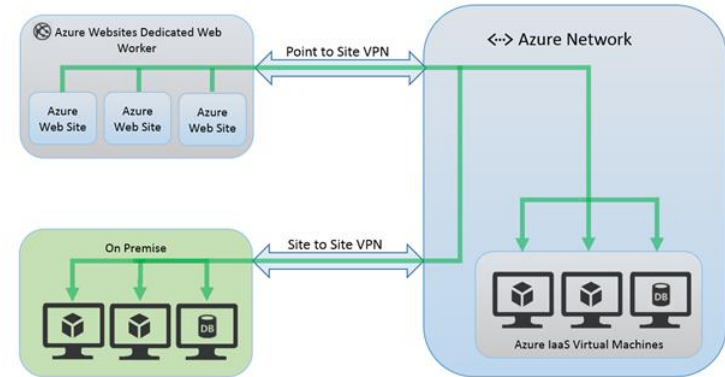 Azure Websites Dedicated Web
Worker
Azure
Web Site
Azure
Web Site
Azure
Web Site
Point to Site VPN
Azure Network
On Premise
DB
Site to Site VPN
DB
Azure IaaS Virtual Machines